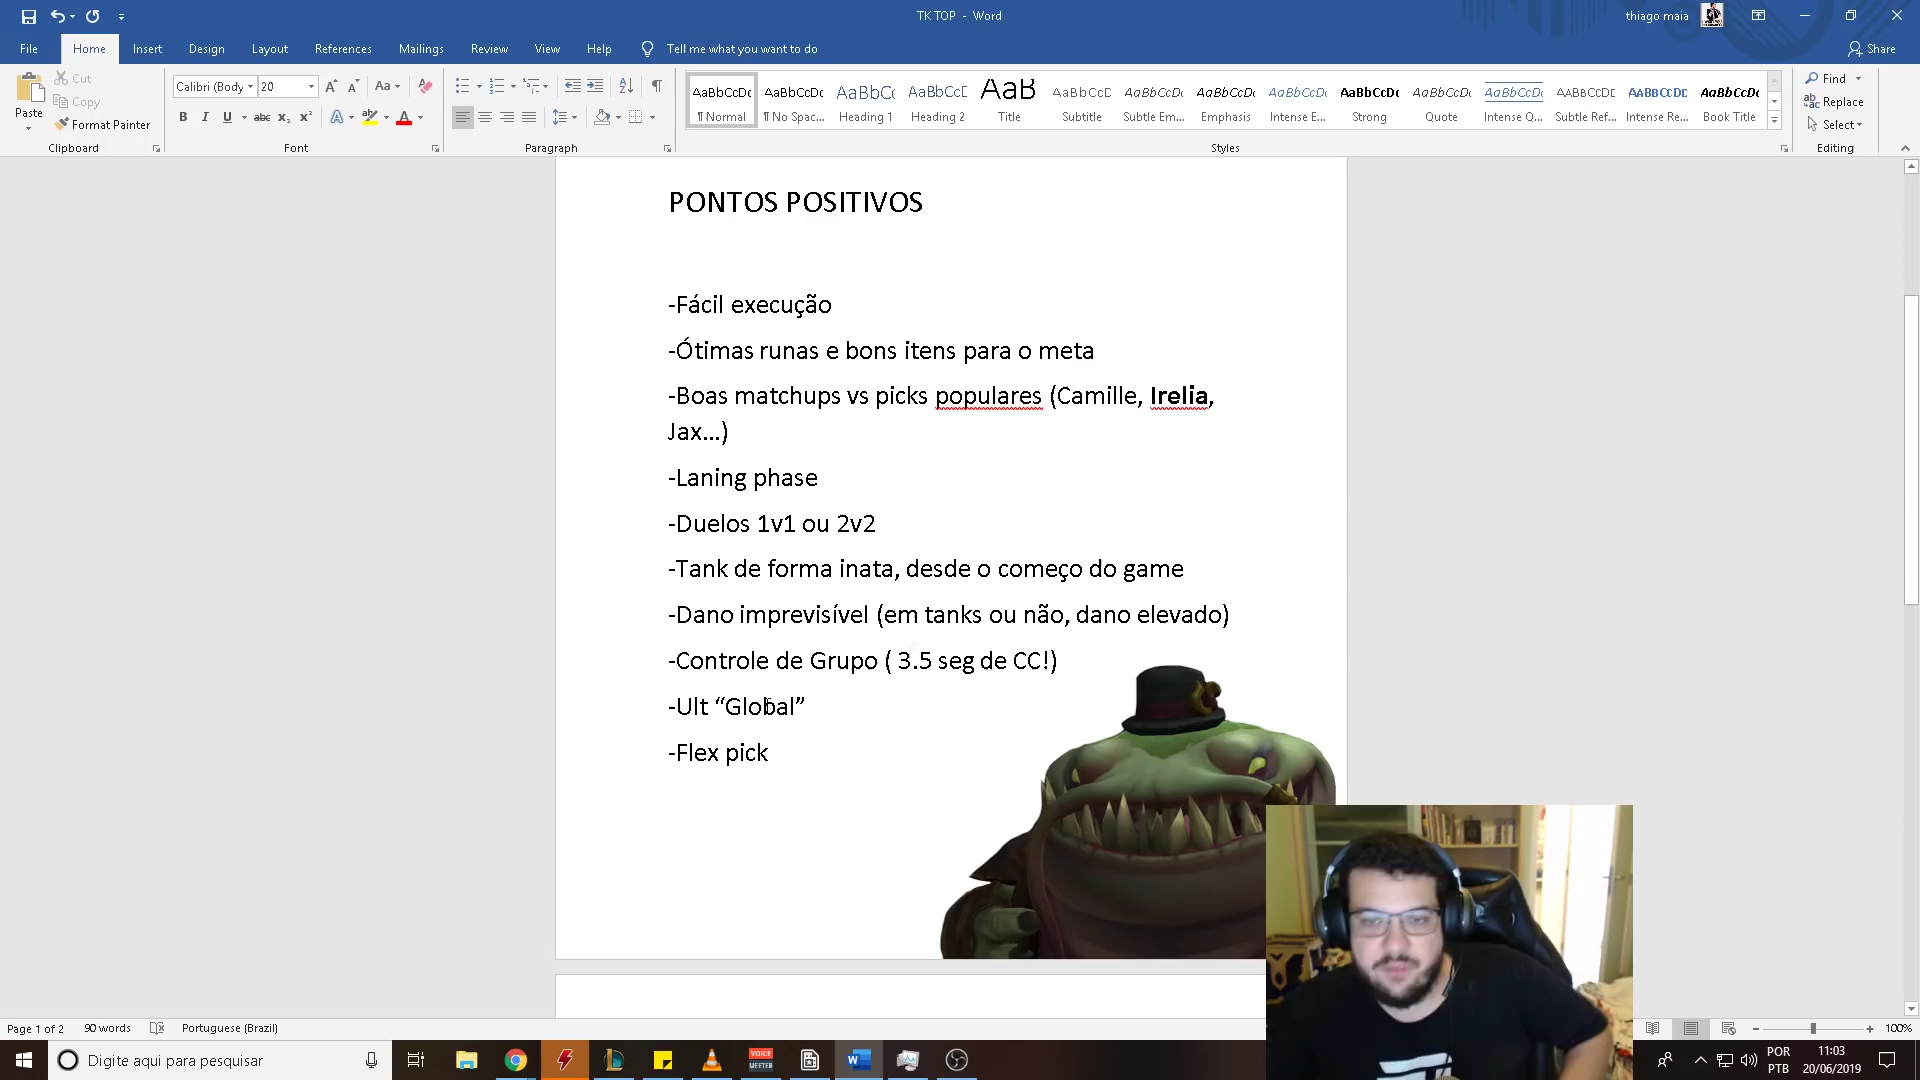 TK TOP - Word
thiago maia
File Home Insert Design Layout References Mailings Review View Help Tell me what you want to do Share
Paste
Cut
Copy
Format Painter
Clipboard
Calibri (Body 20
Font
Paragraph
AaBbCcDc AaBbCcDc AaBbCc AaBbCcD AaB AaBbCcD AaBbCcDc AaBbCcDc AaBbCcDc AaBbCcDc AaBbCcDc AaBbCcDc AABBCCDE AABBCCDE AaBbCcDc
¶ Normal ¶ No Spac... Heading 1 Heading 2 Title Subtitle Subtle Em... Emphasis Intense E... Strong Quote Intense Q... Subtle Ref... Intense Re... Book Title
Styles
Find
Replace
Select
Editing
PONTOS POSITIVOS
-Fácil execução
-Ótimas runas e bons itens para o meta
-Boas matchups vs picks populares (Camille, Irelia,
Jax...)
-Laning phase
-Duelos 1v1 ou 2v2
-Tank de forma inata, desde o começo do game
-Dano imprevisível (em tanks ou não, dano elevado)
-Controle de Grupo ( 3.5 seg de CC!)
-Ult “Global”
-Flex pick
Page 1 of 2 90 words Portuguese (Brazil) 100%
Digite aqui para pesquisar
VOICE
MEETER
POR
PTB
11:03
20/06/2019